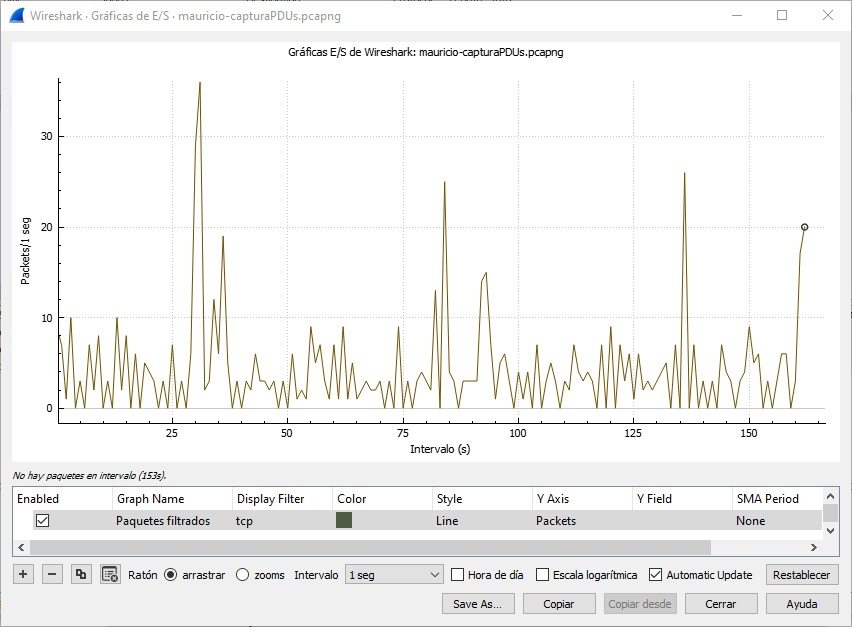 Wireshark · Gráficas de E/S · mauricio-capturaPDUs.pcapng
Gráficas E/S de Wireshark: mauricio-capturaPDUs.pcapng
Packets/1 seg
30
20
10
0
25 50 75 100 125 150
Intervalo (s)
No hay paquetes en intervalo (153s).
Enabled Graph Name Display Filter Color Style Y Axis Y Field SMA Period
Paquetes filtrados tcp Line Packets None
Ratón arrastrar zooms Intervalo 1 seg Hora de día Escala logarítmica Automatic Update Restablecer
Save As... Copiar Copiar desde Cerrar Ayuda